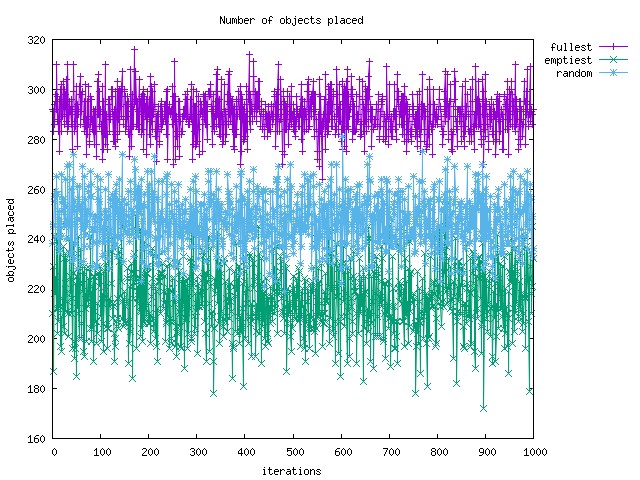 Number of objects placed
fullest
emptiest
random
objects placed
320
300
280
260
240
220
200
180
160
0 100 200 300 400 500 600 700 800 900 1000
iterations